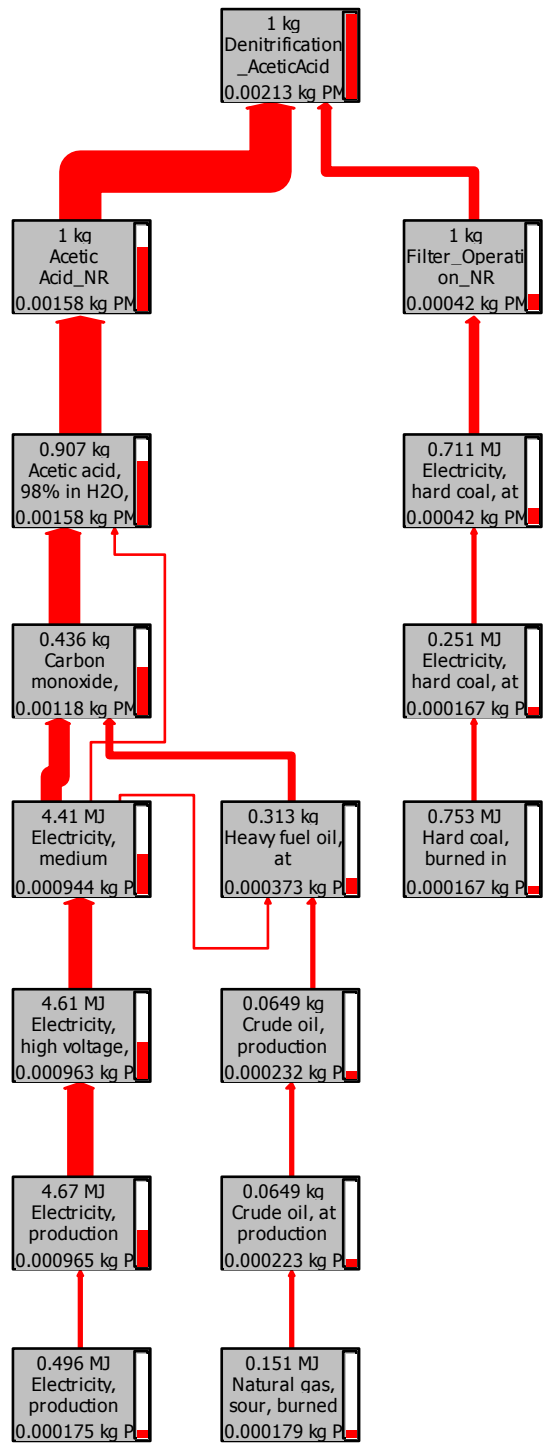 1 kg
Denitrification
_AceticAcid
0.00213 kg PM
1 kg
Acetic
Acid_NR
0.00158 kg PM
1 kg
Filter_Operati
on_NR
0.00042 kg PM
0.907 kg
Acetic acid,
98% in H2O,
0.00158 kg PM
0.711 MJ
Electricity,
hard coal, at
0.00042 kg PM
0.436 kg
Carbon
monoxide,
0.00118 kg PM
0.251 MJ
Electricity,
hard coal, at
0.000167 kg P
4.41 MJ
Electricity,
medium
0.000944 kg P
0.313 kg
Heavy fuel oil,
at
0.000373 kg P
0.753 MJ
Hard coal,
burned in
0.000167 kg P
4.61 MJ
Electricity,
high voltage,
0.000963 kg P
0.0649 kg
Crude oil,
production
0.000232 kg P
4.67 MJ
Electricity,
production
0.000965 kg P
0.0649 kg
Crude oil, at
production
0.000223 kg P
0.496 MJ
Electricity,
production
0.000175 kg P
0.151 MJ
Natural gas,
sour, burned
0.000179 kg P